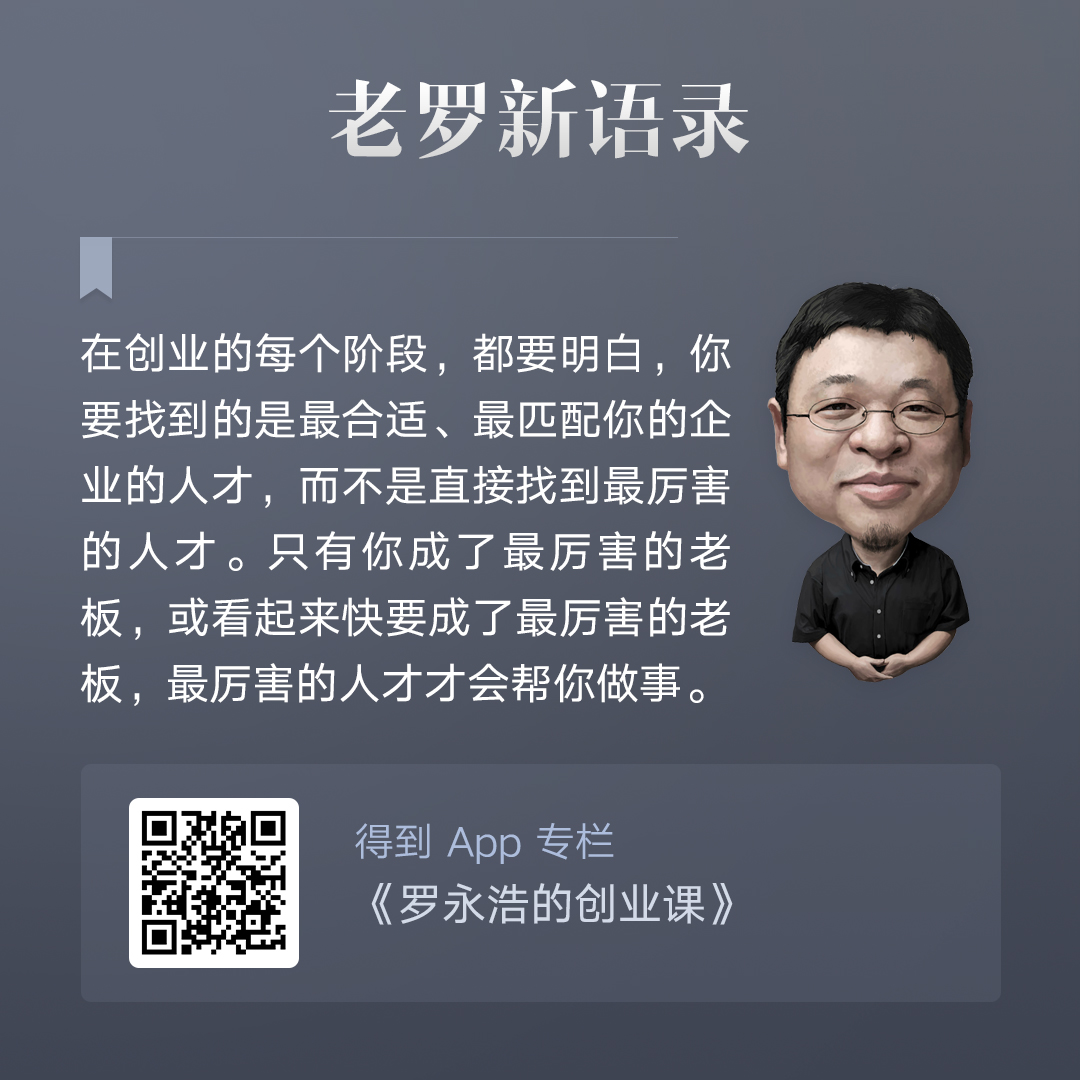 老罗新语录
在创业的每个阶段，都要明白，你
要找到的是最合适、最匹配你的企
业的人才，而不是直接找到最厉害
的人才。只有你成了最厉害的老
板，或看起来快要成了最厉害的老
板，最厉害的人才才会帮你做事。
得到 App 专栏
《罗永浩的创业课》